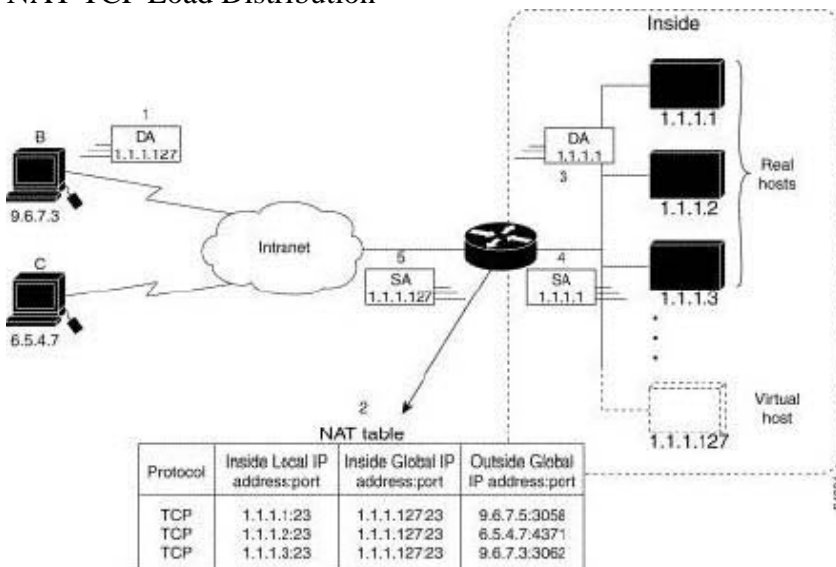 NAT TCP Load Distribution
Inside
1
DA
1.1.1.127
B
9.6.7.3
C
6.5.4.7
Intranet
5
SA
1.1.1.127
DA
1.1.1.1
3
4
SA
1.1.1.1
1.1.1.1
1.1.1.2
1.1.1.3
Real
hosts
Virtual
host
1.1.1.127
2
NAT table
Protocol Inside Local IP address:port Inside Global IP address:port Outside Global IP address:port
TCP 1.1.1.1:23 1.1.1.127:23 9.6.7.5:3058
TCP 1.1.1.2:23 1.1.1.127:23 6.5.4.7:4371
TCP 1.1.1.3:23 1.1.1.127:23 9.6.7.3:3062